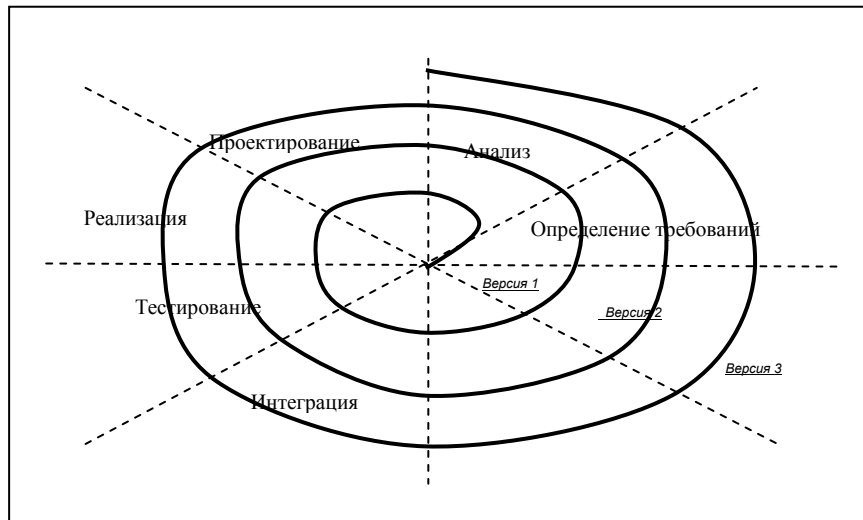 Проектирование
Анализ
Реализация
Определение требований
Версия 1
Тестирование
Версия 2
Версия 3
Интеграция